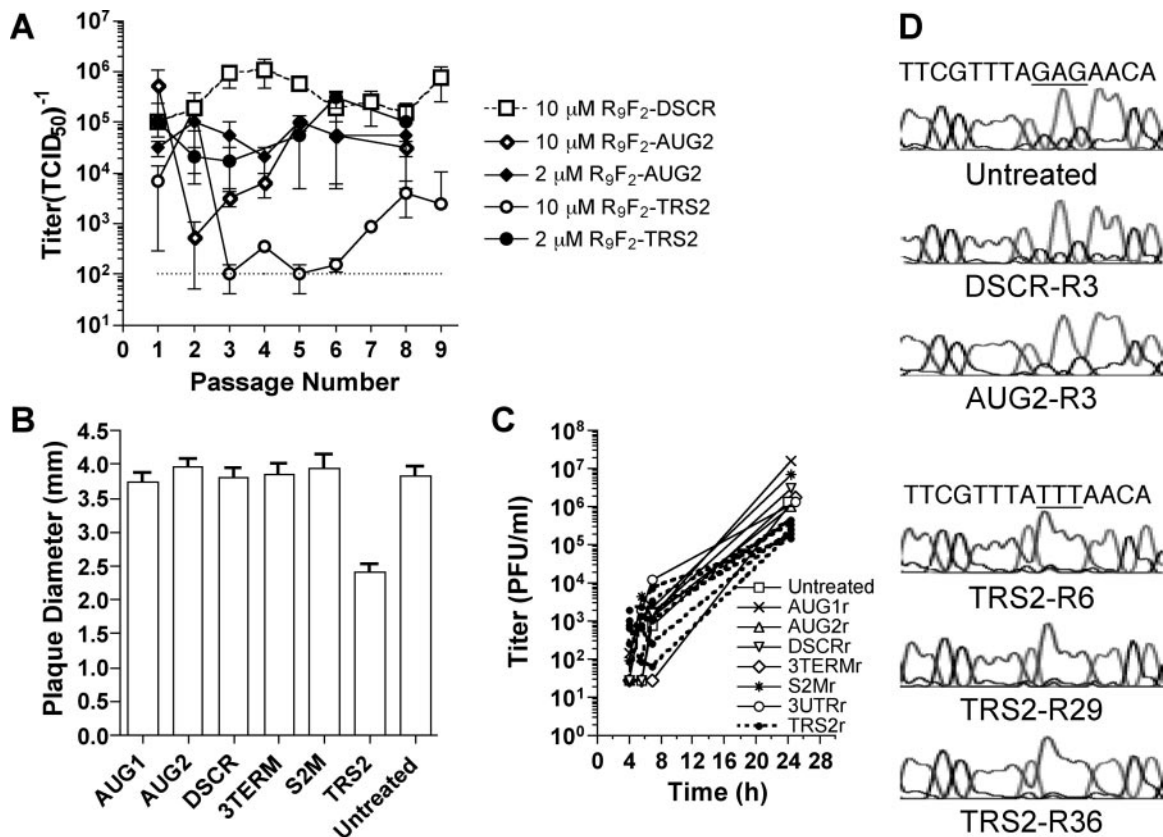 A
Titer(TCID50)-1
10^7
10^6
10^5
10^4
10^3
10^2
10^1
0 1 2 3 4 5 6 7 8 9
Passage Number
10 μM R9F2-DSCR
10 μM R9F2-AUG2
2 μM R9F2-AUG2
10 μM R9F2-TRS2
2 μM R9F2-TRS2
B
Plaque Diameter (mm)
4.5
4.0
3.5
3.0
2.5
2.0
1.5
1.0
0.5
0.0
AUG1 AUG2 DSCR 3TERM S2M TRS2 Untreated
C
Titer (PFU/ml)
10^8
10^7
10^6
10^5
10^4
10^3
10^2
10^1
10^0
0 4 8 12 16 20 24 28
Time (h)
Untreated
AUG1r
AUG2r
DSCRr
3TERMr
S2Mr
3UTRr
TRS2r
D
TTCGTTTAGAGAACA
Untreated
DSCR-R3
AUG2-R3
TTCGTTTATTTAACA
TRS2-R6
TRS2-R29
TRS2-R36